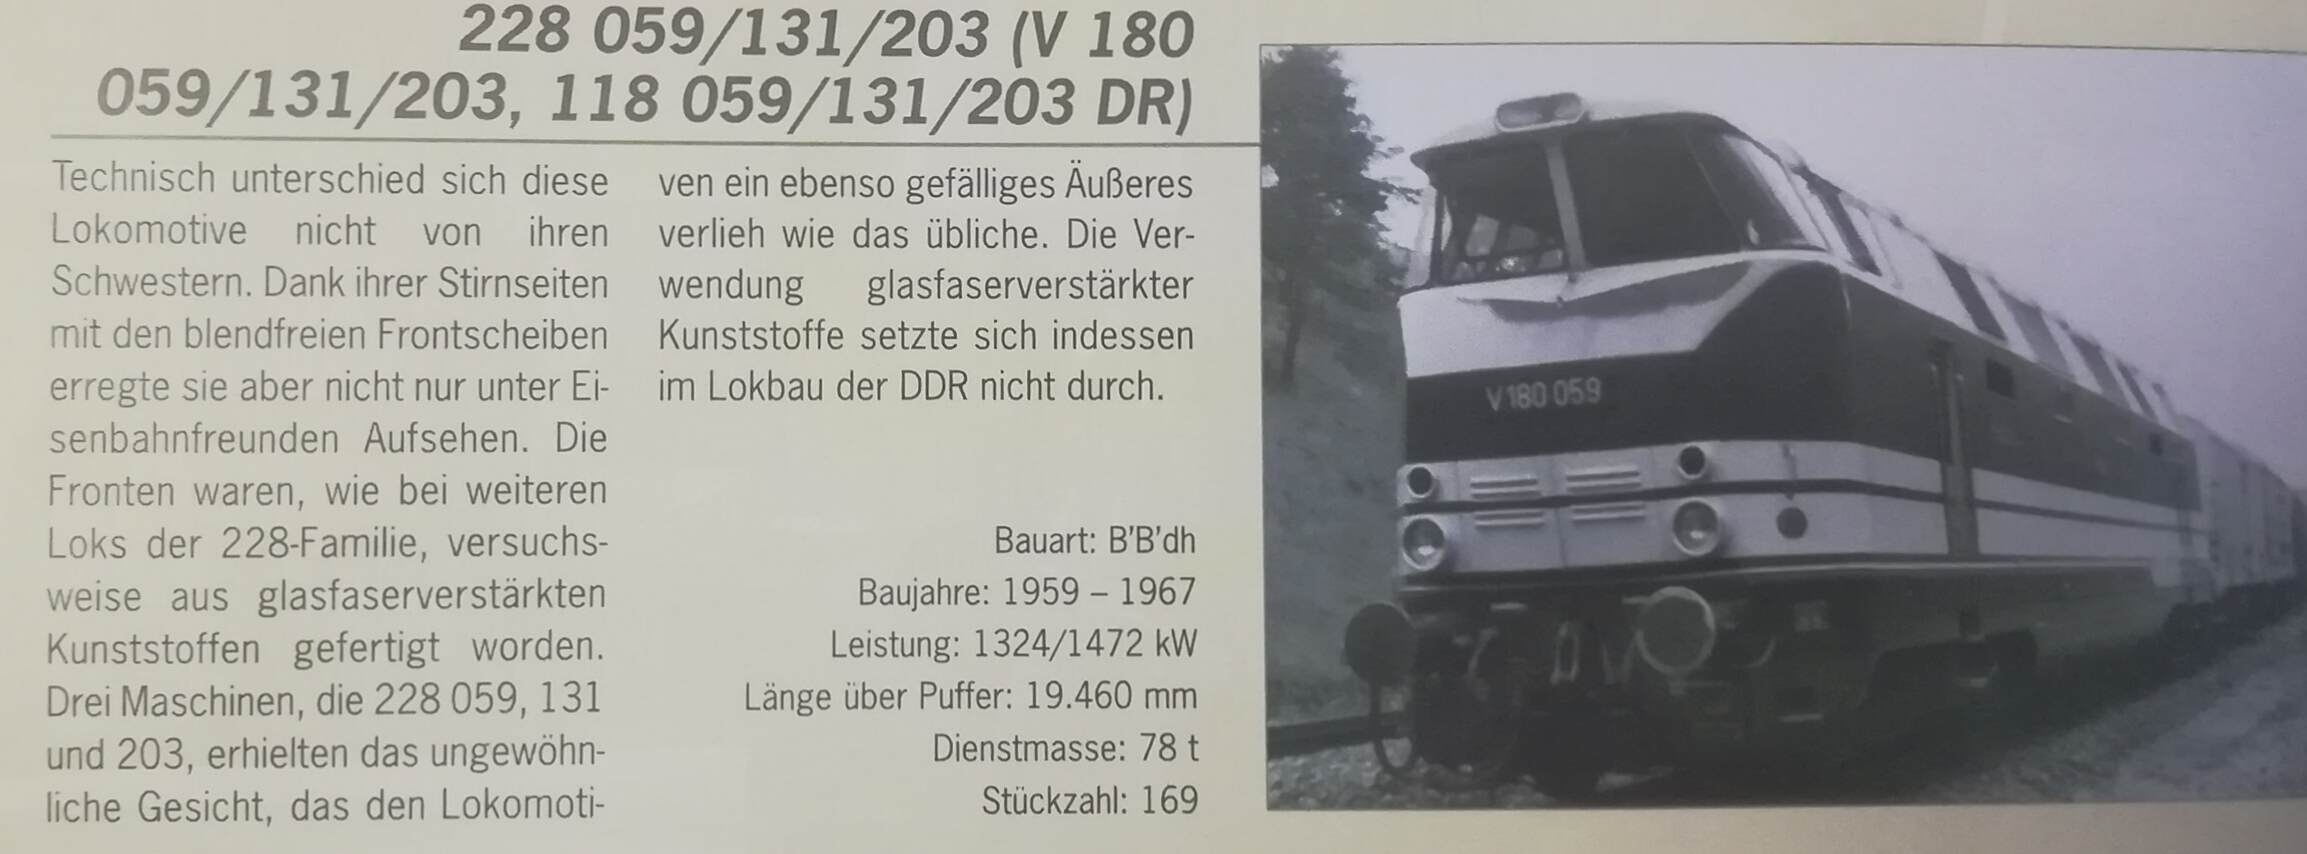 228 059/131/203 (V 180
059/131/203, 118 059/131/203 DR)
Technisch unterschied sich diese
Lokomotive nicht von ihren
Schwestern. Dank ihrer Stirnseiten
mit den blendfreien Frontscheiben
erregte sie aber nicht nur unter Ei-
senbahnfreunden Aufsehen. Die
Fronten waren, wie bei weiteren
Loks der 228-Familie, versuchs-
weise aus glasfaserverstärkten
Kunststoffen gefertigt worden.
Drei Maschinen, die 228 059, 131
und 203, erhielten das ungewöhn-
liche Gesicht, das den Lokomoti-
ven ein ebenso gefälliges Äußeres
verlieh wie das übliche. Die Ver-
wendung glasfaserverstärkter
Kunststoffe setzte sich indessen
im Lokbau der DDR nicht durch.
Bauart: B'B'dh
Baujahre: 1959 – 1967
Leistung: 1324/1472 kW
Länge über Puffer: 19.460 mm
Dienstmasse: 78 t
Stückzahl: 169
V 180 059